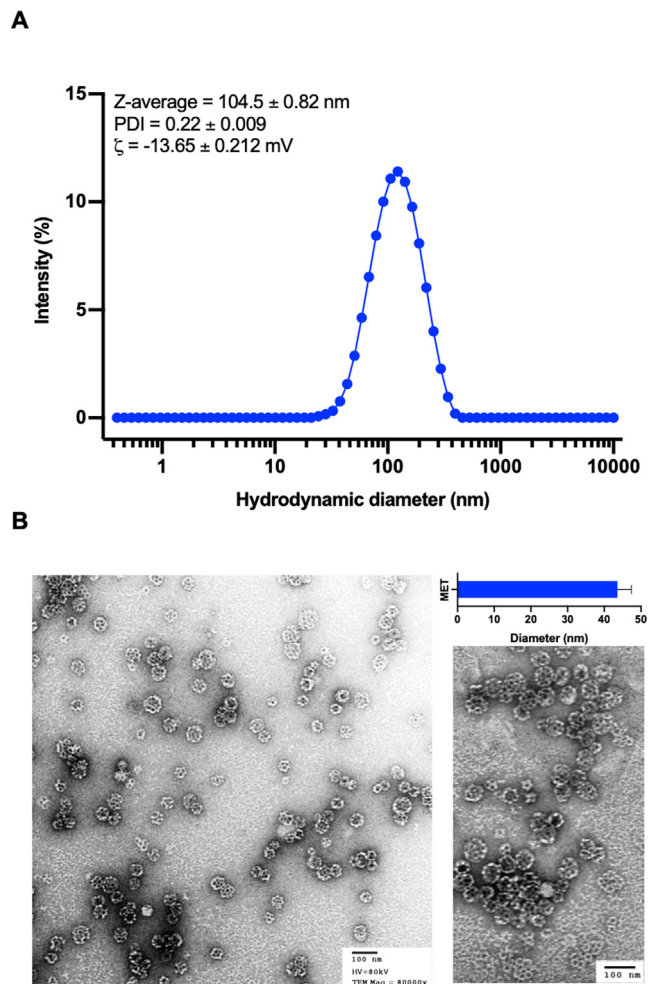 A
Z-average = 104.5 ± 0.82 nm
PDI = 0.22 ± 0.009
ζ = -13.65 ± 0.212 mV
15
10
5
0
Intensity (%)
1 10 100 1000 10000
Hydrodynamic diameter (nm)
B
MET
0 10 20 30 40 50
Diameter (nm)
100 nm
HV=80kV
TEM Mag = 80000x
100 nm